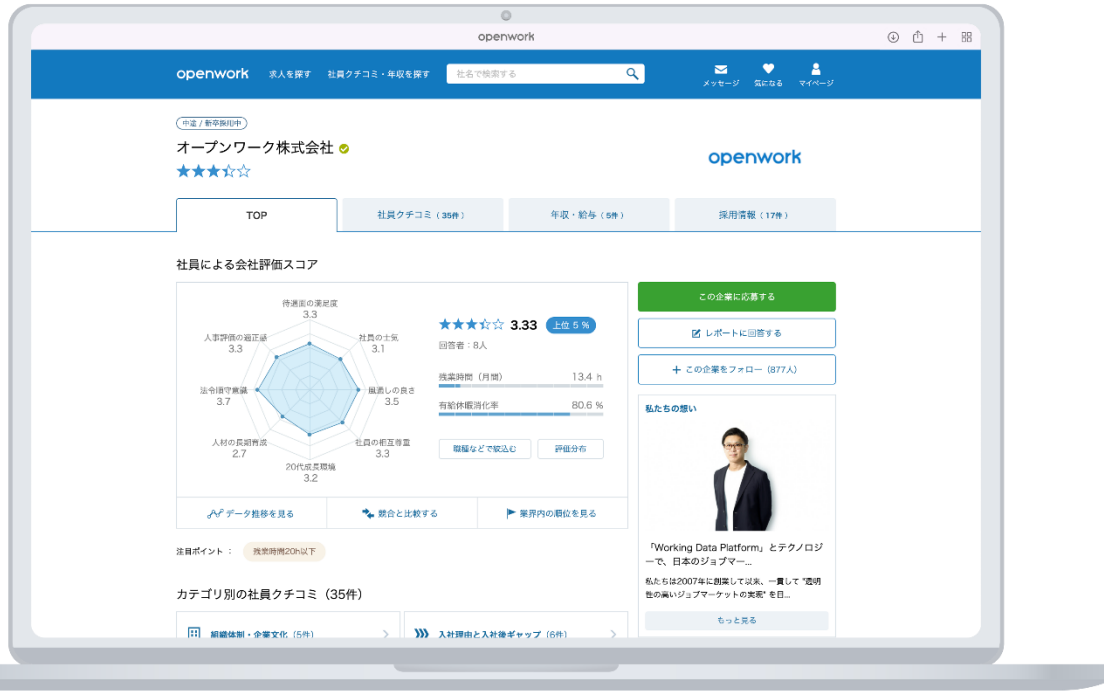 openwork
openwork 求人を探す 社員クチコミ・年収を探す 社名で検索する メッセージ 気になる マイページ
中途 / 新卒採用中
オープンワーク株式会社
openwork
TOP 社員クチコミ（35件） 年収・給与（5件） 採用情報（17件）
社員による会社評価スコア
待遇面の満足度
3.3
人事評価の適正感
3.3
社員の士気
3.1
法令順守意識
3.7
風通しの良さ
3.5
人材の長期育成
2.7
社員の相互尊重
3.3
20代成長環境
3.2
3.33 上位 5 %
回答者：8人
残業時間（月間） 13.4 h
有給休暇消化率 80.6 %
職種などで絞込む 評価分布
データ推移を見る 競合と比較する 業界内の順位を見る
この企業に応募する
レポートに回答する
この企業をフォロー（877人）
私たちの想い
「Working Data Platform」とテクノロジ
ーで、日本のジョブマー...
私たちは2007年に創業して以来、一貫して "透明
性の高いジョブマーケットの実現" を目...
もっと見る
注目ポイント ： 残業時間20h以下
カテゴリ別の社員クチコミ（35件）
組織体制・企業文化（5件） 入社理由と入社後ギャップ（6件）